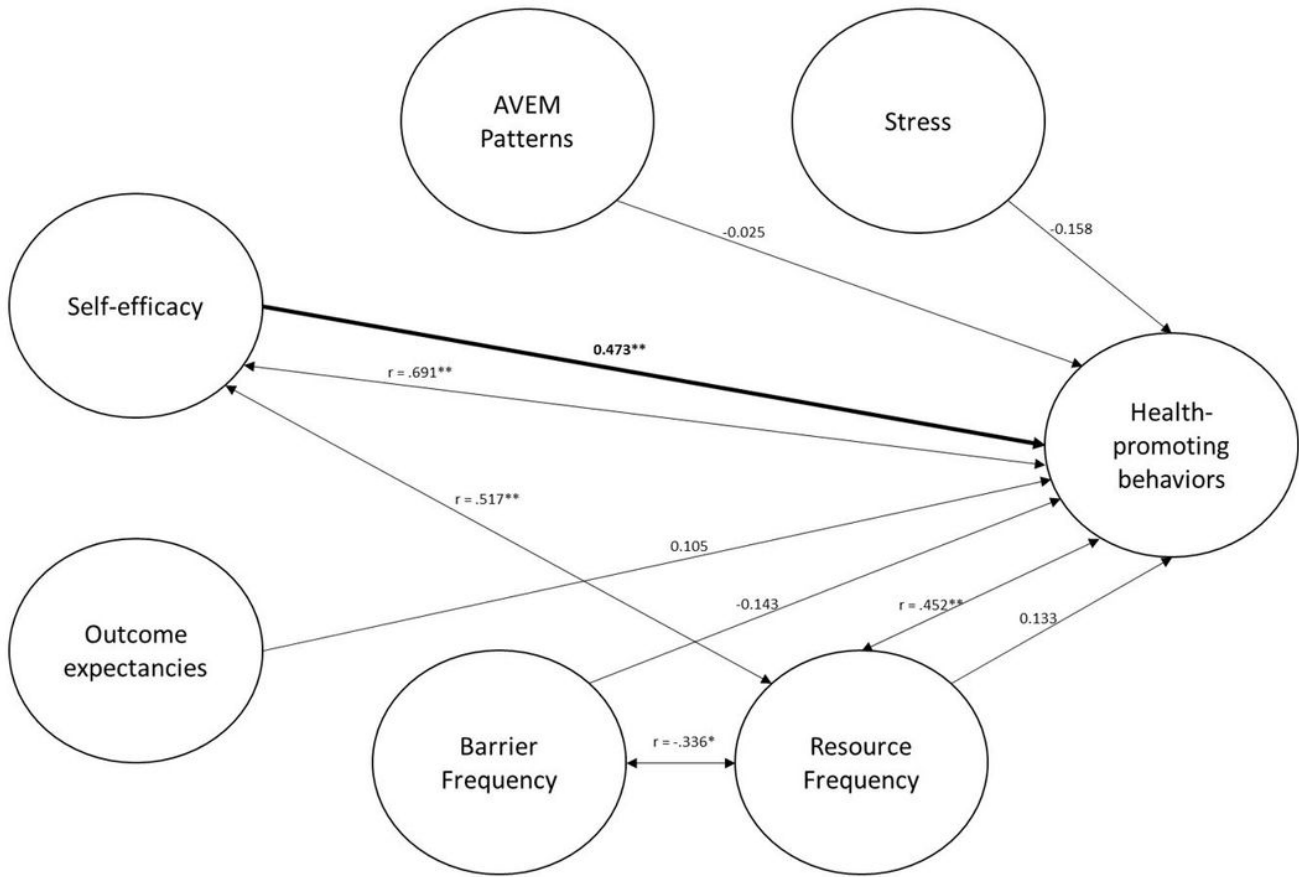 AVEM
Patterns
Stress
-0.025
-0.158
Self-efficacy
0.473**
r = .691**
Health-
promoting
behaviors
r = .517**
0.105
Outcome
expectancies
-0.143
r = .452**
0.133
Barrier
Frequency
r = -.336*
Resource
Frequency